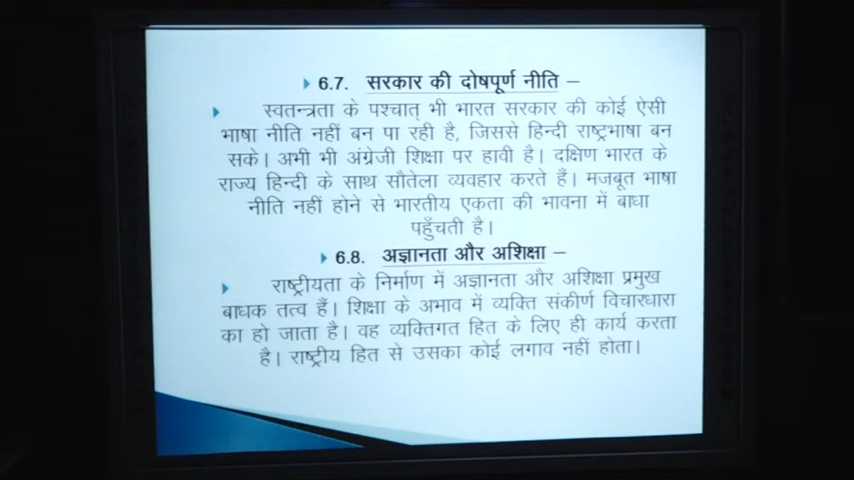 6.7. सरकार की दोषपूर्ण नीति –
स्वतन्त्रता के पश्चात् भी भारत सरकार की कोई ऐसी
भाषा नीति नहीं बन पा रही है, जिससे हिन्दी राष्ट्रभाषा बन
सके। अभी भी अंग्रेजी शिक्षा पर हावी है। दक्षिण भारत के
राज्य हिन्दी के साथ सौतेला व्यवहार करते हैं। मजबूत भाषा
नीति नहीं होने से भारतीय एकता की भावना में बाधा
पहुँचती है।
6.8. अज्ञानता और अशिक्षा –
राष्ट्रीयता के निर्माण में अज्ञानता और अशिक्षा प्रमुख
बाधक तत्व हैं। शिक्षा के अभाव में व्यक्ति संकीर्ण विचारधारा
का हो जाता है। वह व्यक्तिगत हित के लिए ही कार्य करता
है। राष्ट्रीय हित से उसका कोई लगाव नहीं होता।